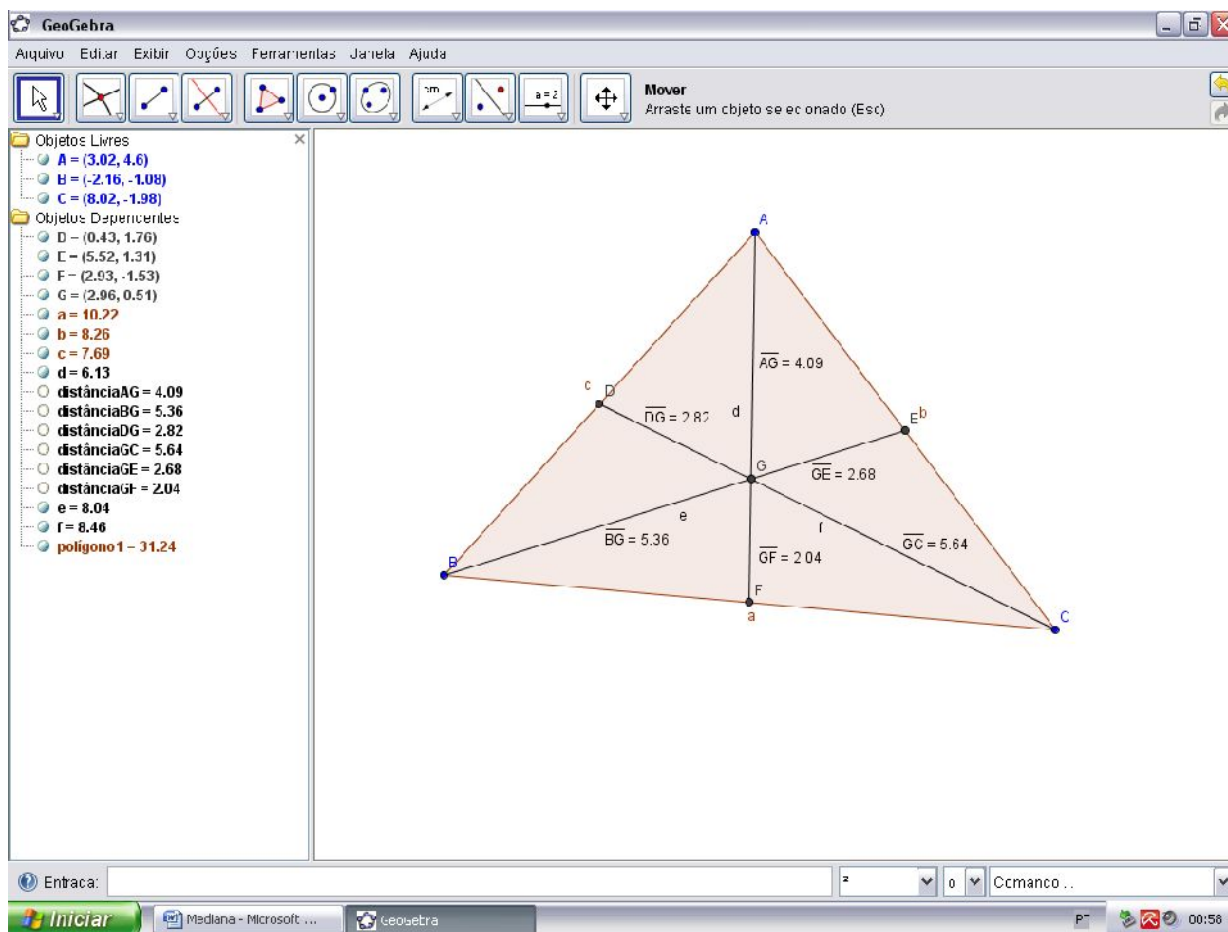 GeoGebra
Arquivo Editar Exibir Opções Ferramentas Janela Ajuda
Mover
Arraste um objeto selecionado (Esc)
a = 2
Objetos Livres
A = (3.02, 4.6)
B = (-2.16, -1.08)
C = (8.02, -1.98)
Objetos Dependentes
D = (0.43, 1.76)
E = (5.52, 1.31)
F = (2.93, -1.53)
G = (2.96, 0.51)
a = 10.22
b = 8.26
c = 7.69
d = 6.13
distânciaAG = 4.09
distânciaBG = 5.36
distânciaDG = 2.82
distânciaGC = 5.64
distânciaGE = 2.68
distânciaGF = 2.04
e = 8.04
f = 8.46
polígono1 = 31.24
A
AG = 4.09
c D
d
DG = 2.82
E b
G
GE = 2.68
e
f
BG = 5.36
GC = 5.64
GF = 2.04
B
F
a
C
Entrada:
²
Comando ...
Iniciar
Mediana - Microsoft ...
GeoGebra
PT
00:58